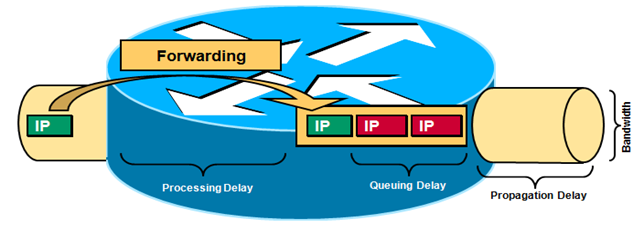 Forwarding
IP
IP IP IP
Bandwidth
Processing Delay
Queuing Delay
Propagation Delay